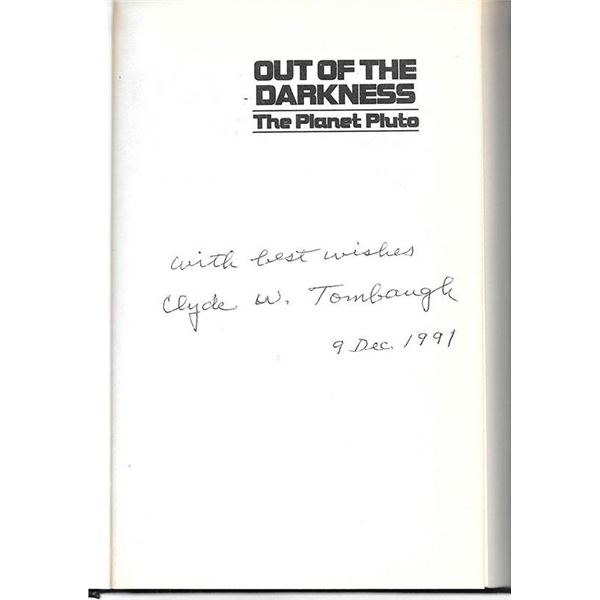 OUT OF THE
DARKNESS
The Planet Pluto
with best wishes
Clyde W. Tombaugh
9 Dec. 1991